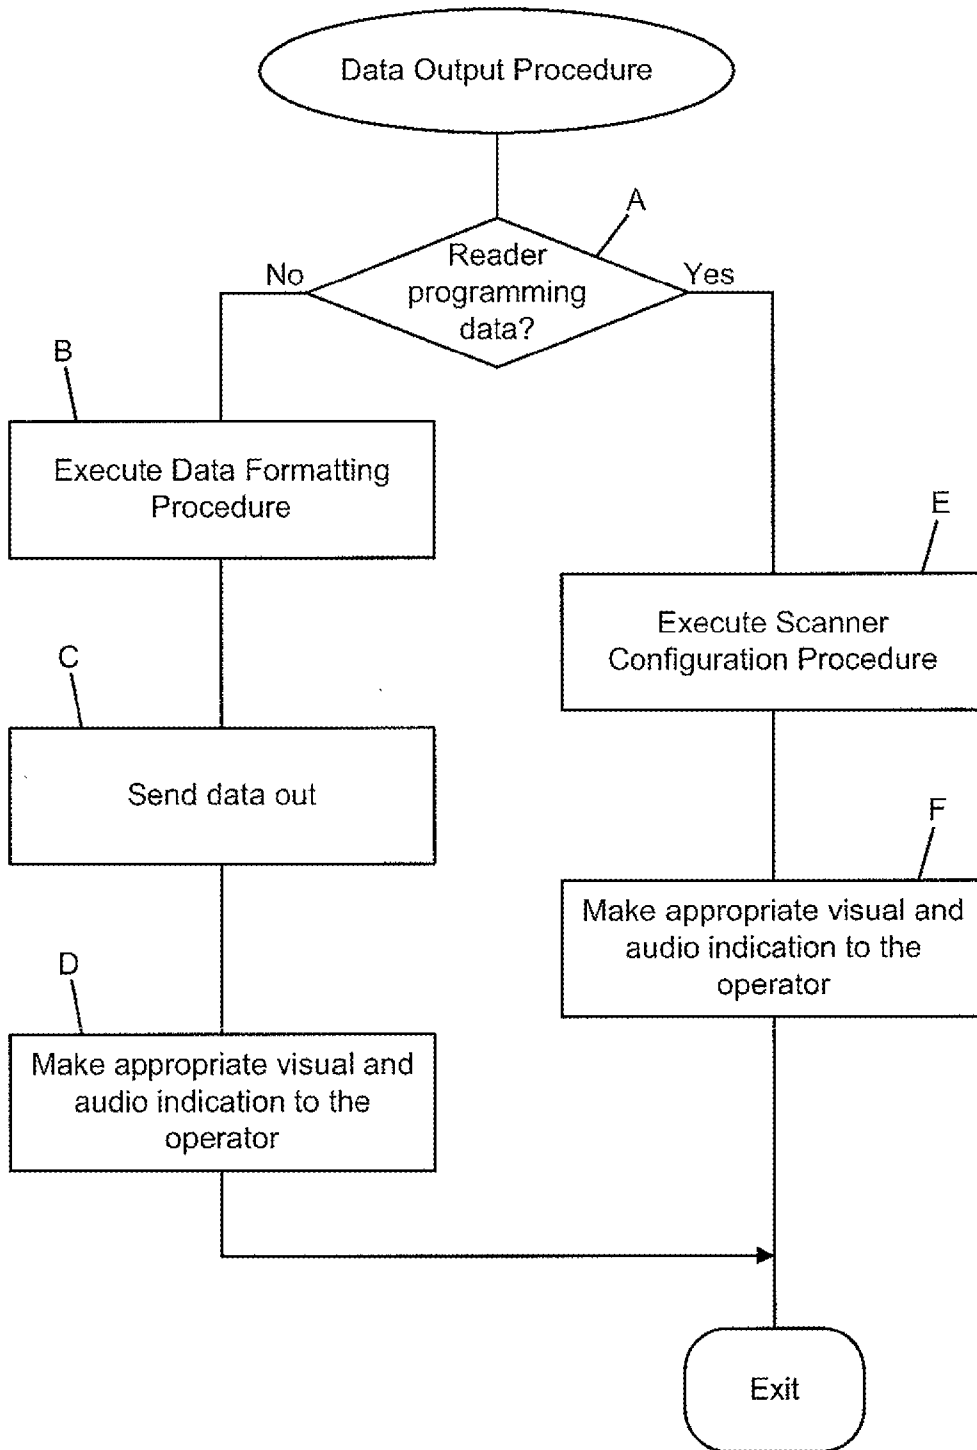 Data Output Procedure
A
Reader
programming
data?
No
Yes
B
Execute Data Formatting
Procedure
E
Execute Scanner
Configuration Procedure
C
Send data out
F
Make appropriate visual and
audio indication to the
operator
D
Make appropriate visual and
audio indication to the
operator
Exit